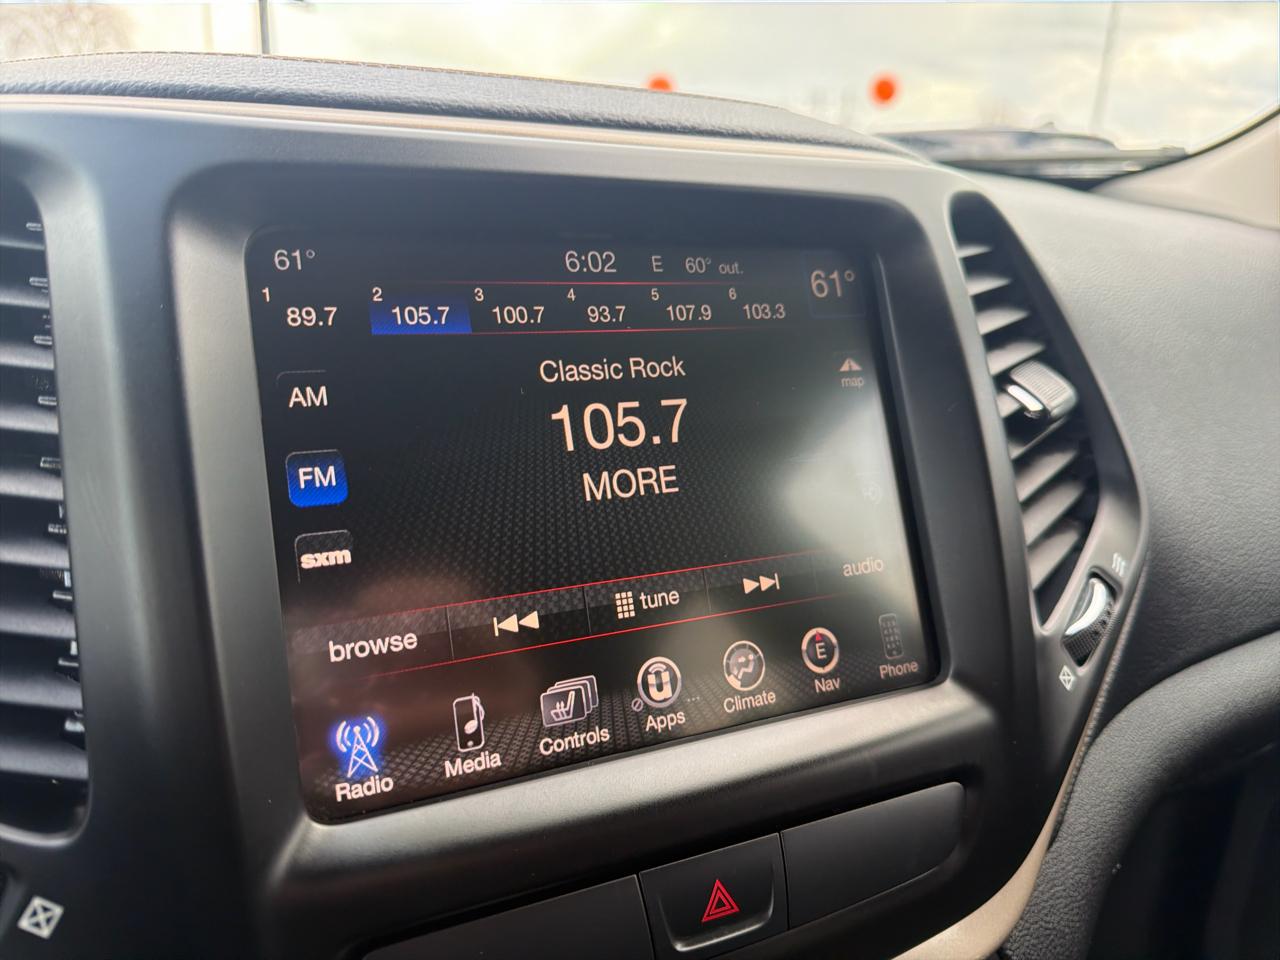 61° 6:02 E 60° out. 61°
1 89.7 2 105.7 3 100.7 4 93.7 5 107.9 6 103.3
Classic Rock
map
AM
105.7
FM
MORE
sxm
browse tune audio
Radio Media Controls Apps Climate E Nav Phone